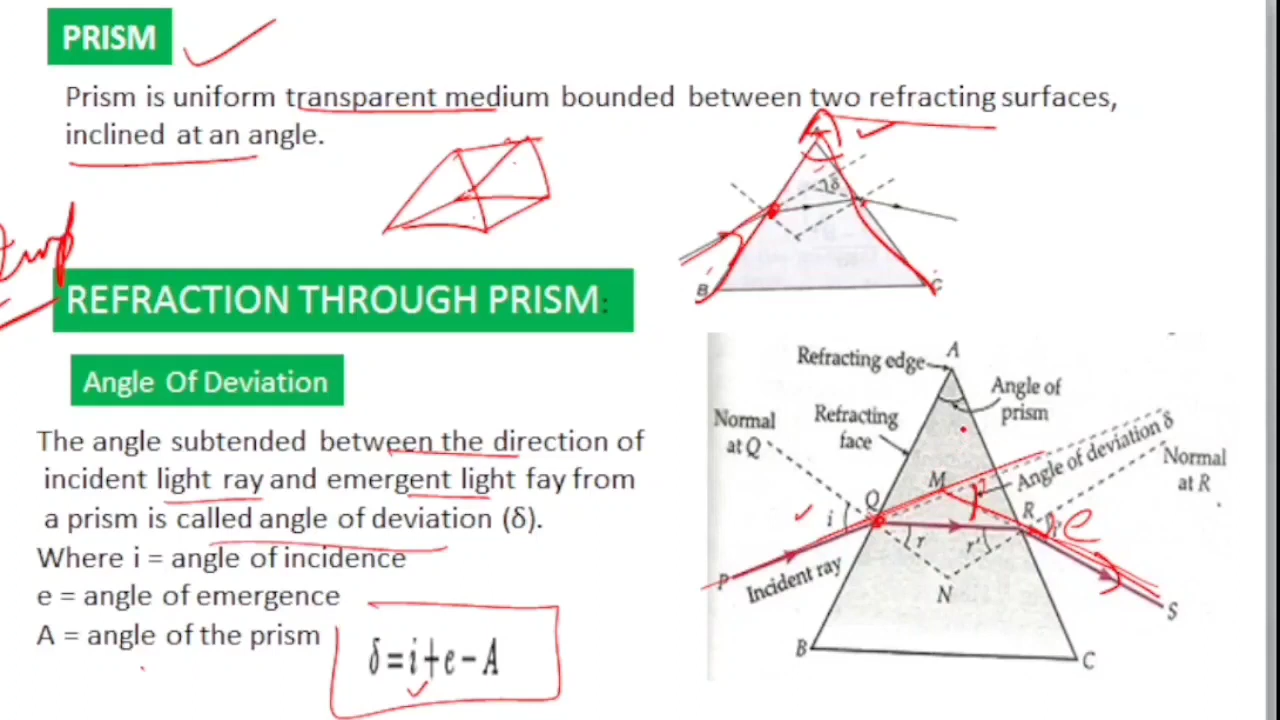 PRISM
Prism is uniform transparent medium bounded between two refracting surfaces,
inclined at an angle.
A
δ
B
C
REFRACTION THROUGH PRISM:
Angle Of Deviation
The angle subtended between the direction of
incident light ray and emergent light fay from
a prism is called angle of deviation (δ).
Where i = angle of incidence
e = angle of emergence
A = angle of the prism
δ = i + e − A
A
Refracting edge
Angle of
prism
Normal
at Q
Refracting
face
Angle of deviation δ
Normal
at R
M
Q
R
i
e
r
r'
P
Incident ray
N
S
B
C